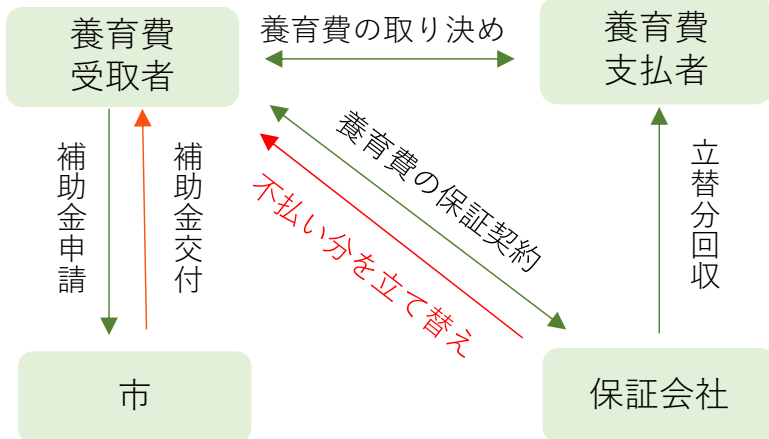 養育費
受取者
養育費の取り決め
養育費
支払者
補助金申請
補助金交付
養育費の保証契約
不払い分を立て替え
立替分回収
市
保証会社